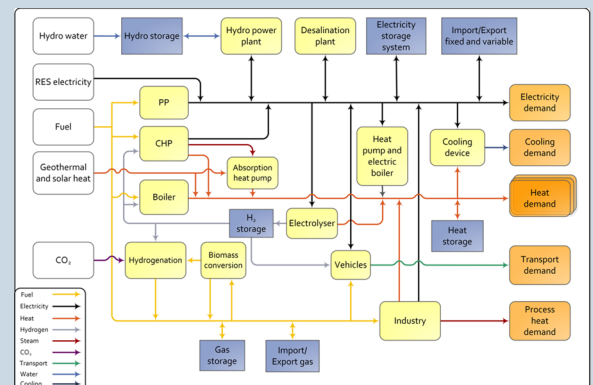 Hydro water
Hydro storage
Hydro power
plant
Desalination
plant
Electricity
storage
system
Import/Export
fixed and variable
RES electricity
PP
Electricity
demand
Fuel
CHP
Heat
pump and
electric
boiler
Cooling
device
Cooling
demand
Geothermal
and solar heat
Absorption
heat pump
Boiler
Heat
demand
H₂
storage
Electrolyser
Heat
storage
CO₂
Hydrogenation
Biomass
conversion
Vehicles
Transport
demand
Industry
Process
heat
demand
Gas
storage
Import/
Export gas
Fuel
Electricity
Heat
Hydrogen
Steam
CO₂
Transport
Water
Cooling